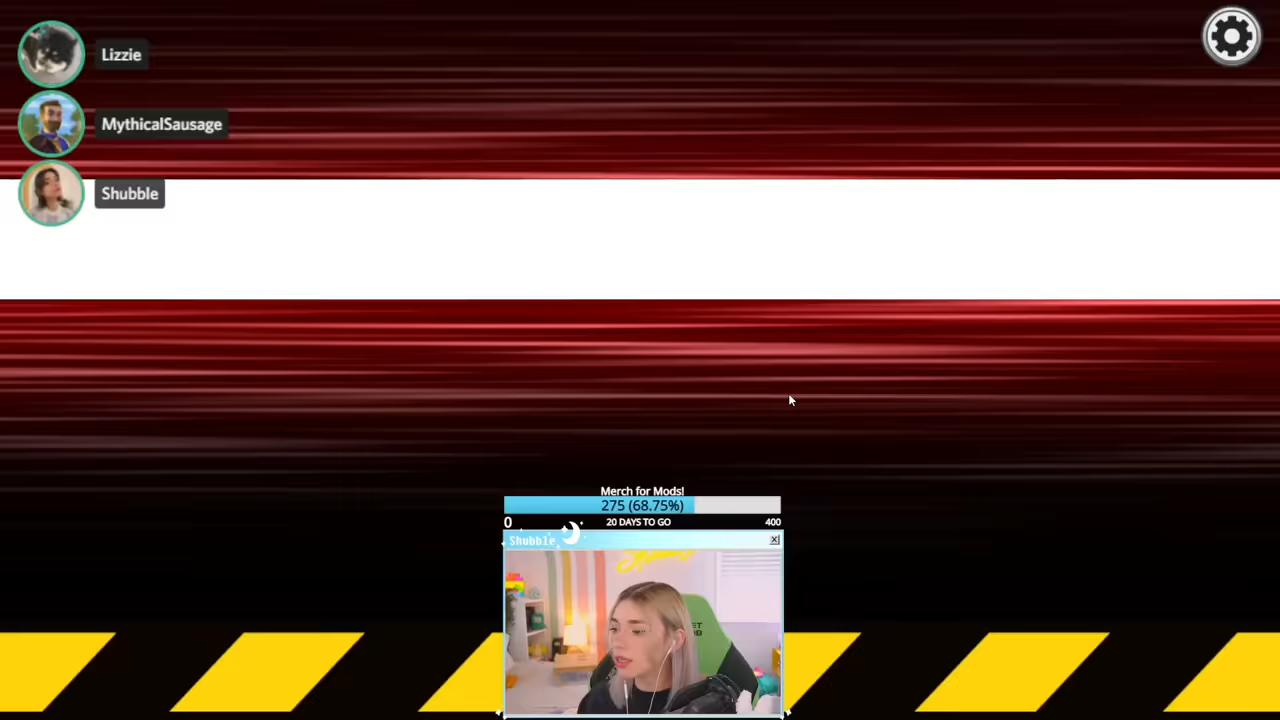 Lizzie
MythicalSausage
Shubble
Merch for Mods!
275 (68.75%)
0
20 DAYS TO GO
400
Shubble